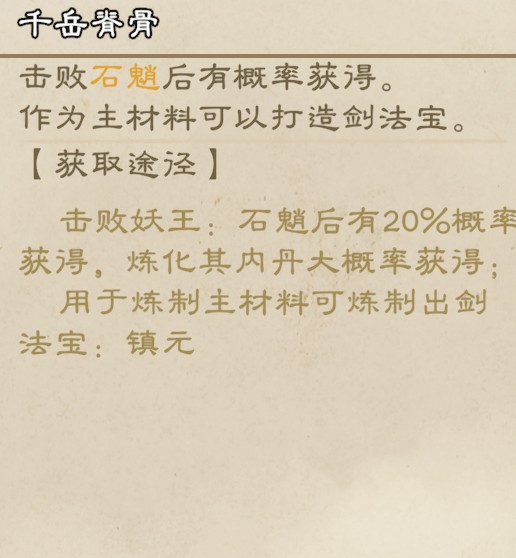 千岳脊骨
击败石魈后有概率获得。
作为主材料可以打造剑法宝。
【获取途径】
击败妖王：石魈后有20%概率
获得，炼化其内丹大概率获得；
用于炼制主材料可炼制出剑
法宝：镇元